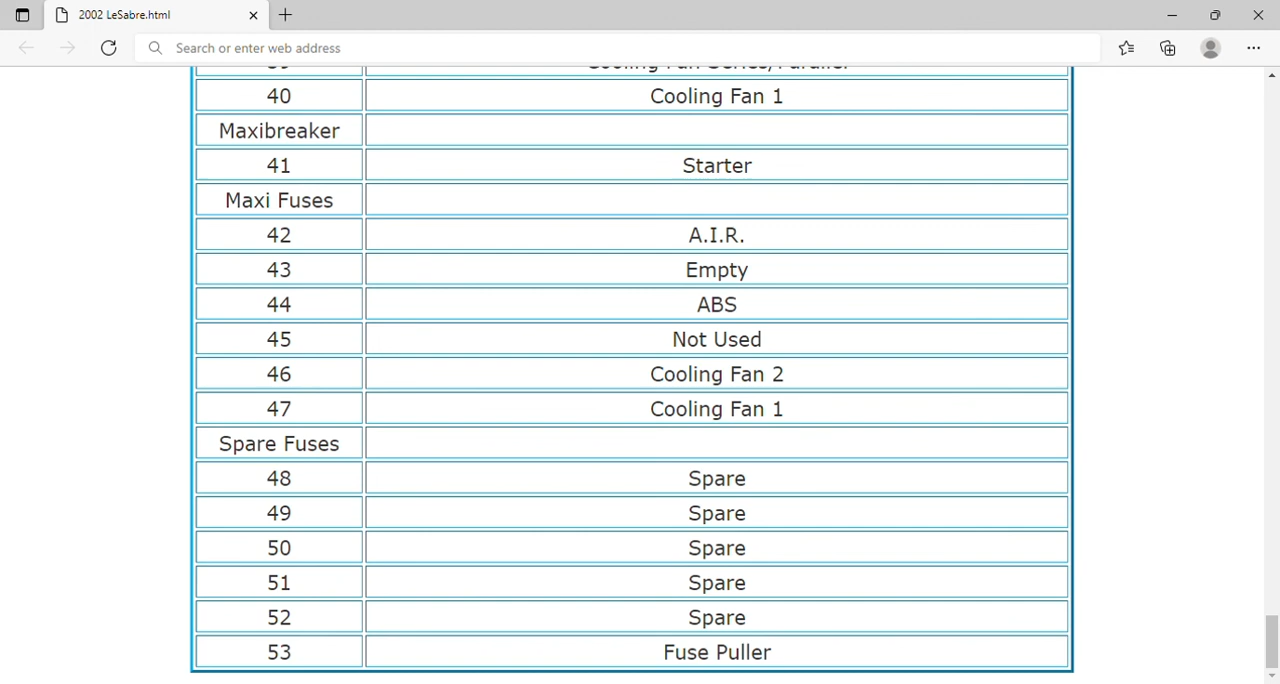 2002 LeSabre.html
Search or enter web address
40 Cooling Fan 1
Maxibreaker
41 Starter
Maxi Fuses
42 A.I.R.
43 Empty
44 ABS
45 Not Used
46 Cooling Fan 2
47 Cooling Fan 1
Spare Fuses
48 Spare
49 Spare
50 Spare
51 Spare
52 Spare
53 Fuse Puller